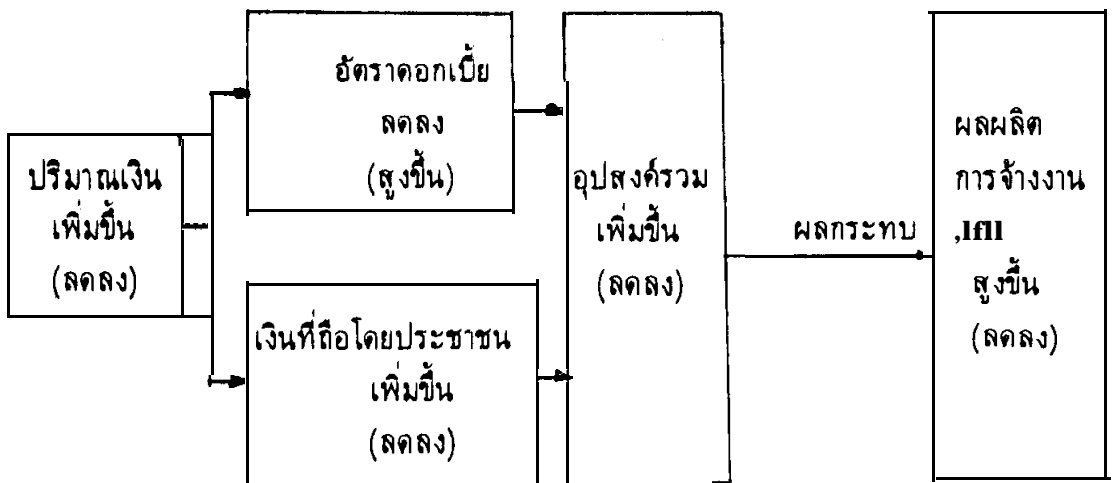 ปริมาณเงิน
เพิ่มขึ้น
(ลดลง)
อัตราดอกเบี้ย
ลดลง
(สูงขึ้น)
เงินที่ถือโดยประชาชน
เพิ่มขึ้น
(ลดลง)
อุปสงค์รวม
เพิ่มขึ้น
(ลดลง)
ผลกระทบ
ผลผลิต
การจ้างงาน
,lfll
สูงขึ้น
(ลดลง)